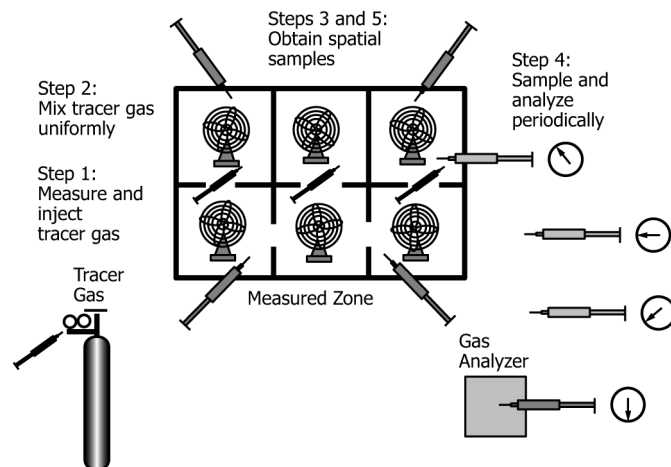 Steps 3 and 5:
Obtain spatial
samples
Step 4:
Sample and
analyze
periodically
Step 2:
Mix tracer gas
uniformly
Step 1:
Measure and
inject
tracer gas
Tracer
Gas
Measured Zone
Gas
Analyzer